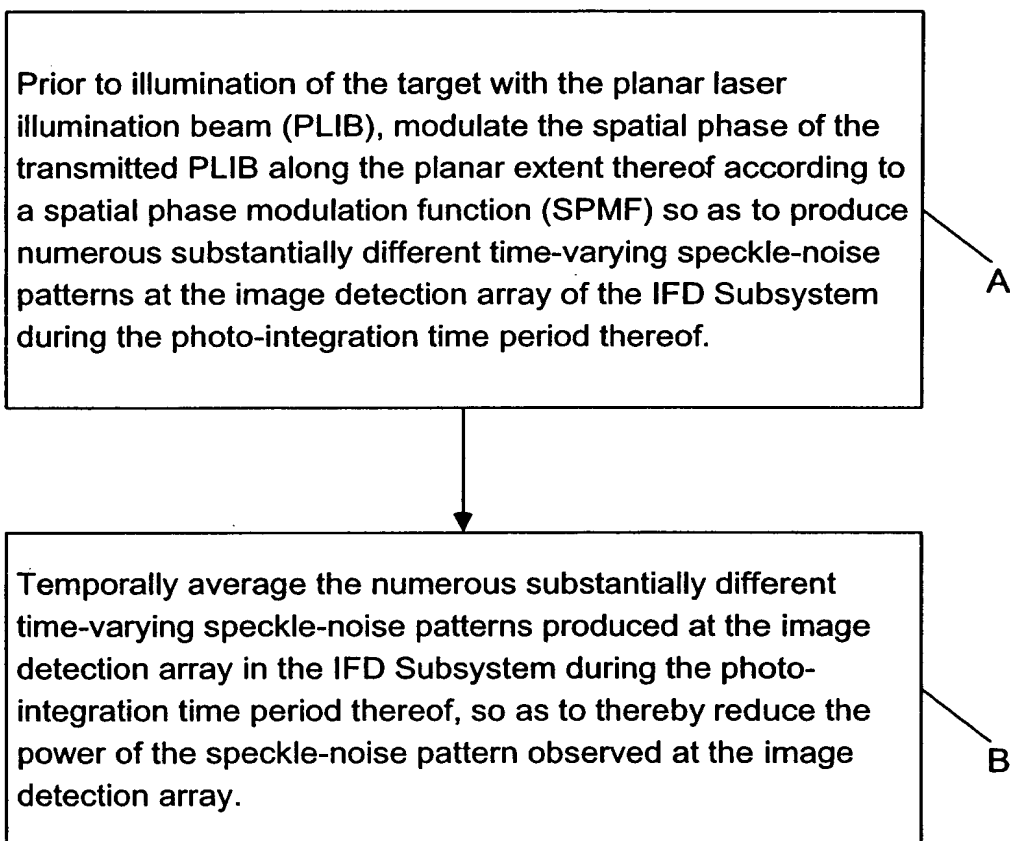 Prior to illumination of the target with the planar laser
illumination beam (PLIB), modulate the spatial phase of the
transmitted PLIB along the planar extent thereof according to
a spatial phase modulation function (SPMF) so as to produce
numerous substantially different time-varying speckle-noise
patterns at the image detection array of the IFD Subsystem
during the photo-integration time period thereof.
A
Temporally average the numerous substantially different
time-varying speckle-noise patterns produced at the image
detection array in the IFD Subsystem during the photo-
integration time period thereof, so as to thereby reduce the
power of the speckle-noise pattern observed at the image
detection array.
B